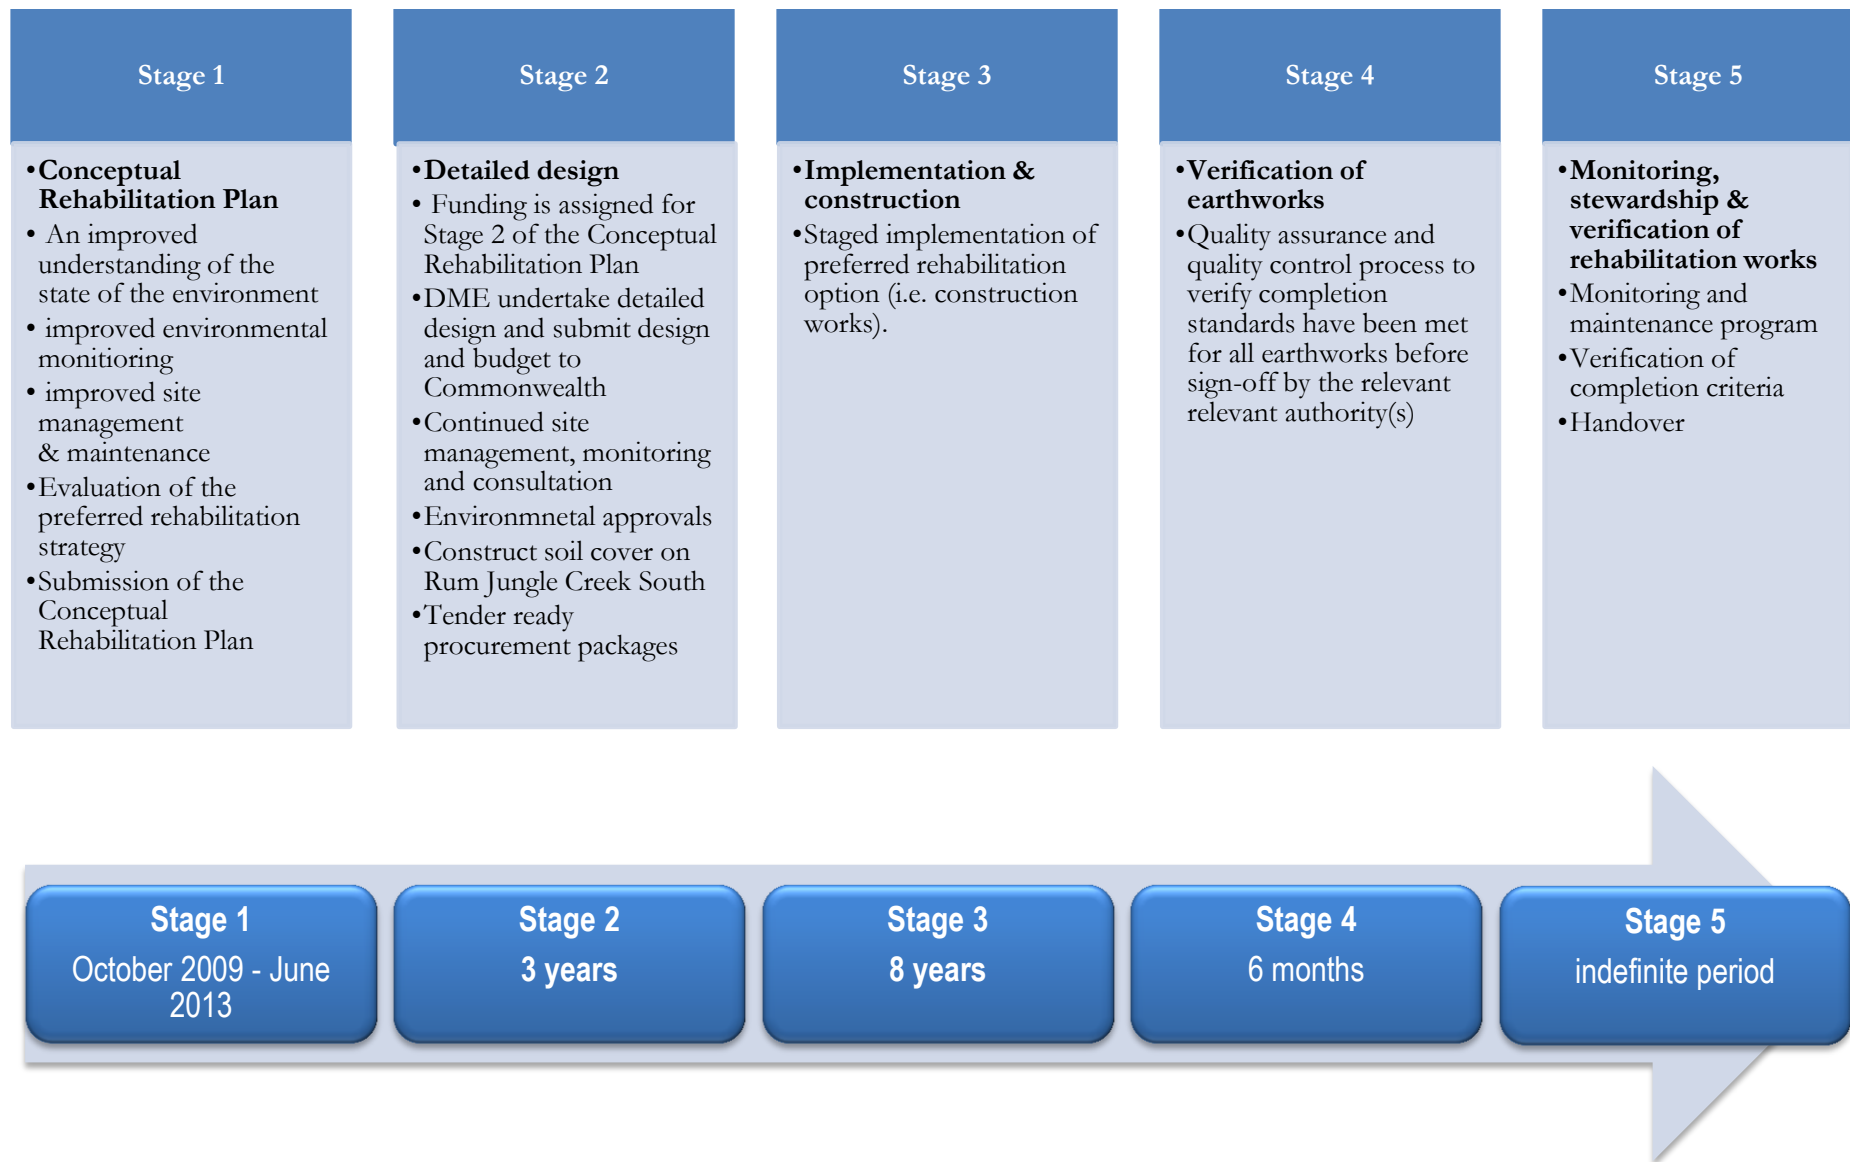 Stage 1
•Conceptual
Rehabilitation Plan
• An improved
understanding of the
state of the environment
• improved environmental
monitioring
• improved site
management
& maintenance
•Evaluation of the
preferred rehabilitation
strategy
•Submission of the
Conceptual
Rehabilitation Plan
Stage 2
•Detailed design
• Funding is assigned for
Stage 2 of the Conceptual
Rehabilitation Plan
•DME undertake detailed
design and submit design
and budget to
Commonwealth
•Continued site
management, monitoring
and consultation
•Environmnetal approvals
•Construct soil cover on
Rum Jungle Creek South
•Tender ready
procurement packages
Stage 3
•Implementation &
construction
•Staged implementation of
preferred rehabilitation
option (i.e. construction
works).
Stage 4
•Verification of
earthworks
•Quality assurance and
quality control process to
verify completion
standards have been met
for all earthworks before
sign-off by the relevant
relevant authority(s)
Stage 5
•Monitoring,
stewardship &
verification of
rehabilitation works
•Monitoring and
maintenance program
•Verification of
completion criteria
•Handover
Stage 1
October 2009 - June
2013
Stage 2
3 years
Stage 3
8 years
Stage 4
6 months
Stage 5
indefinite period